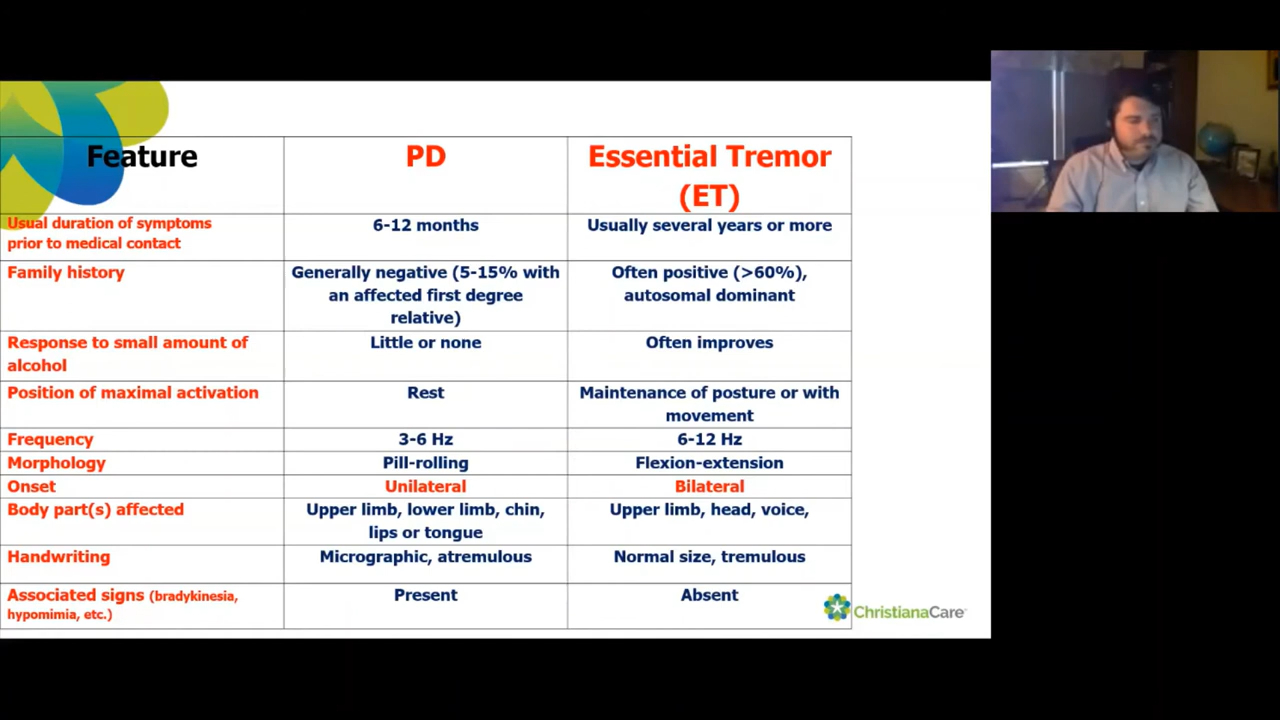 Feature
PD
Essential Tremor
(ET)
Usual duration of symptoms
prior to medical contact
6-12 months
Usually several years or more
Family history
Generally negative (5-15% with
an affected first degree
relative)
Often positive (>60%),
autosomal dominant
Response to small amount of
alcohol
Little or none
Often improves
Position of maximal activation
Rest
Maintenance of posture or with
movement
Frequency
3-6 Hz
6-12 Hz
Morphology
Pill-rolling
Flexion-extension
Onset
Unilateral
Bilateral
Body part(s) affected
Upper limb, lower limb, chin,
lips or tongue
Upper limb, head, voice,
Handwriting
Micrographic, atremulous
Normal size, tremulous
Associated signs (bradykinesia,
hypomimia, etc.)
Present
Absent
ChristianaCare